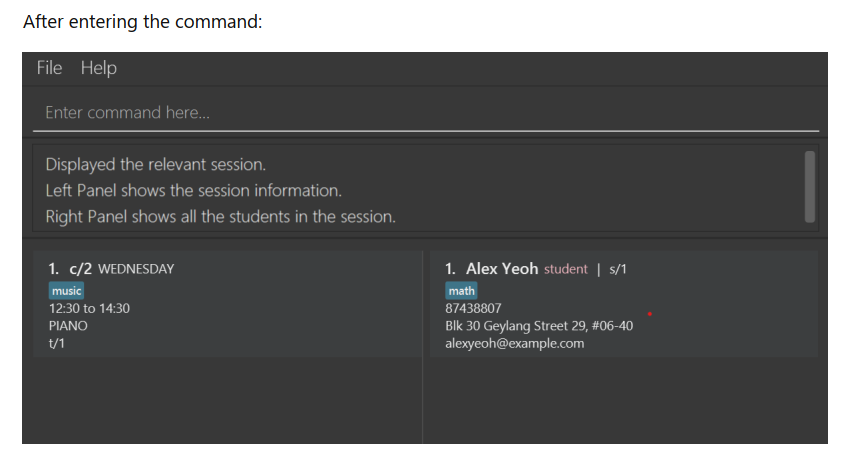 After entering the command:
File Help
Enter command here...
Displayed the relevant session.
Left Panel shows the session information.
Right Panel shows all the students in the session.
1. c/2 WEDNESDAY
music
12:30 to 14:30
PIANO
t/1
1. Alex Yeoh student | s/1
math
87438807
Blk 30 Geylang Street 29, #06-40
alexyeoh@example.com